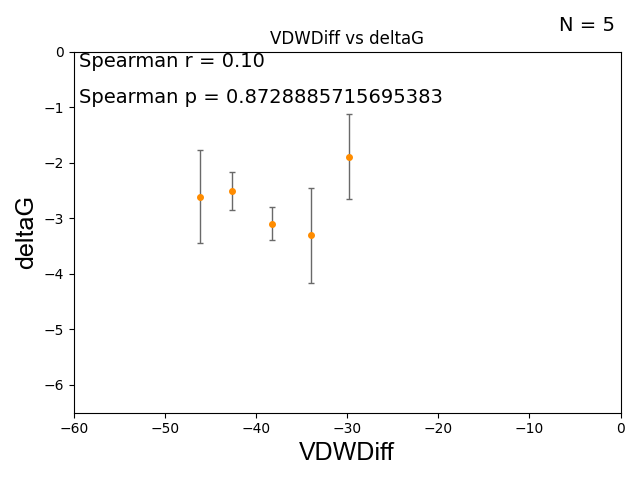 N = 5
VDWDiff vs deltaG
Spearman r = 0.10
Spearman p = 0.8728885715695383
0
−1
−2
−3
−4
−5
−6
deltaG
−60
−50
−40
−30
−20
−10
0
VDWDiff